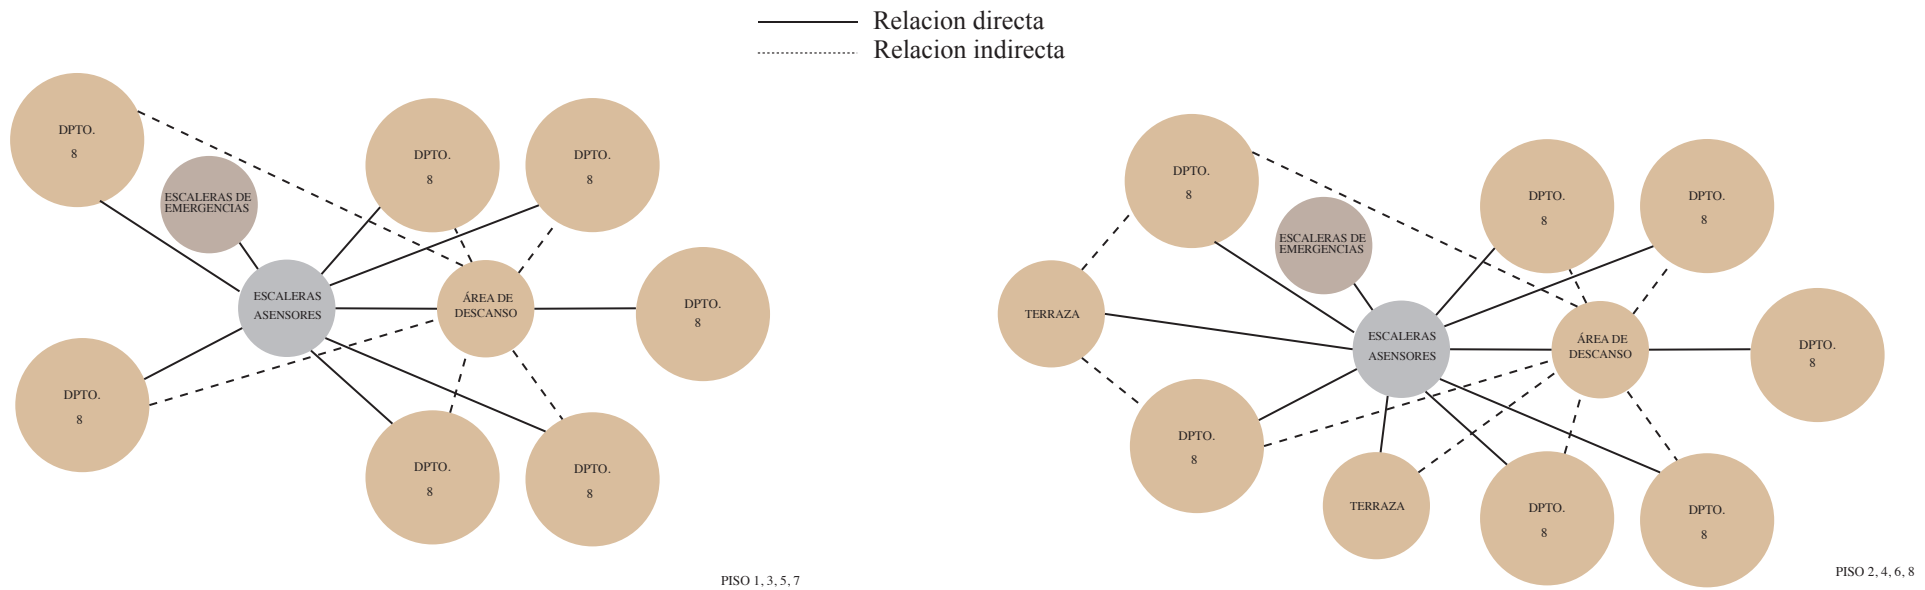 Relacion directa
Relacion indirecta
DPTO.
8
ESCALERAS DE
EMERGENCIAS
DPTO.
8
DPTO.
8
ESCALERAS
ASENSORES
ÁREA DE
DESCANSO
DPTO.
8
DPTO.
8
DPTO.
8
DPTO.
8
PISO 1, 3, 5, 7
DPTO.
8
ESCALERAS DE
EMERGENCIAS
DPTO.
8
DPTO.
8
TERRAZA
ESCALERAS
ASENSORES
ÁREA DE
DESCANSO
DPTO.
8
DPTO.
8
TERRAZA
DPTO.
8
DPTO.
8
PISO 2, 4, 6, 8